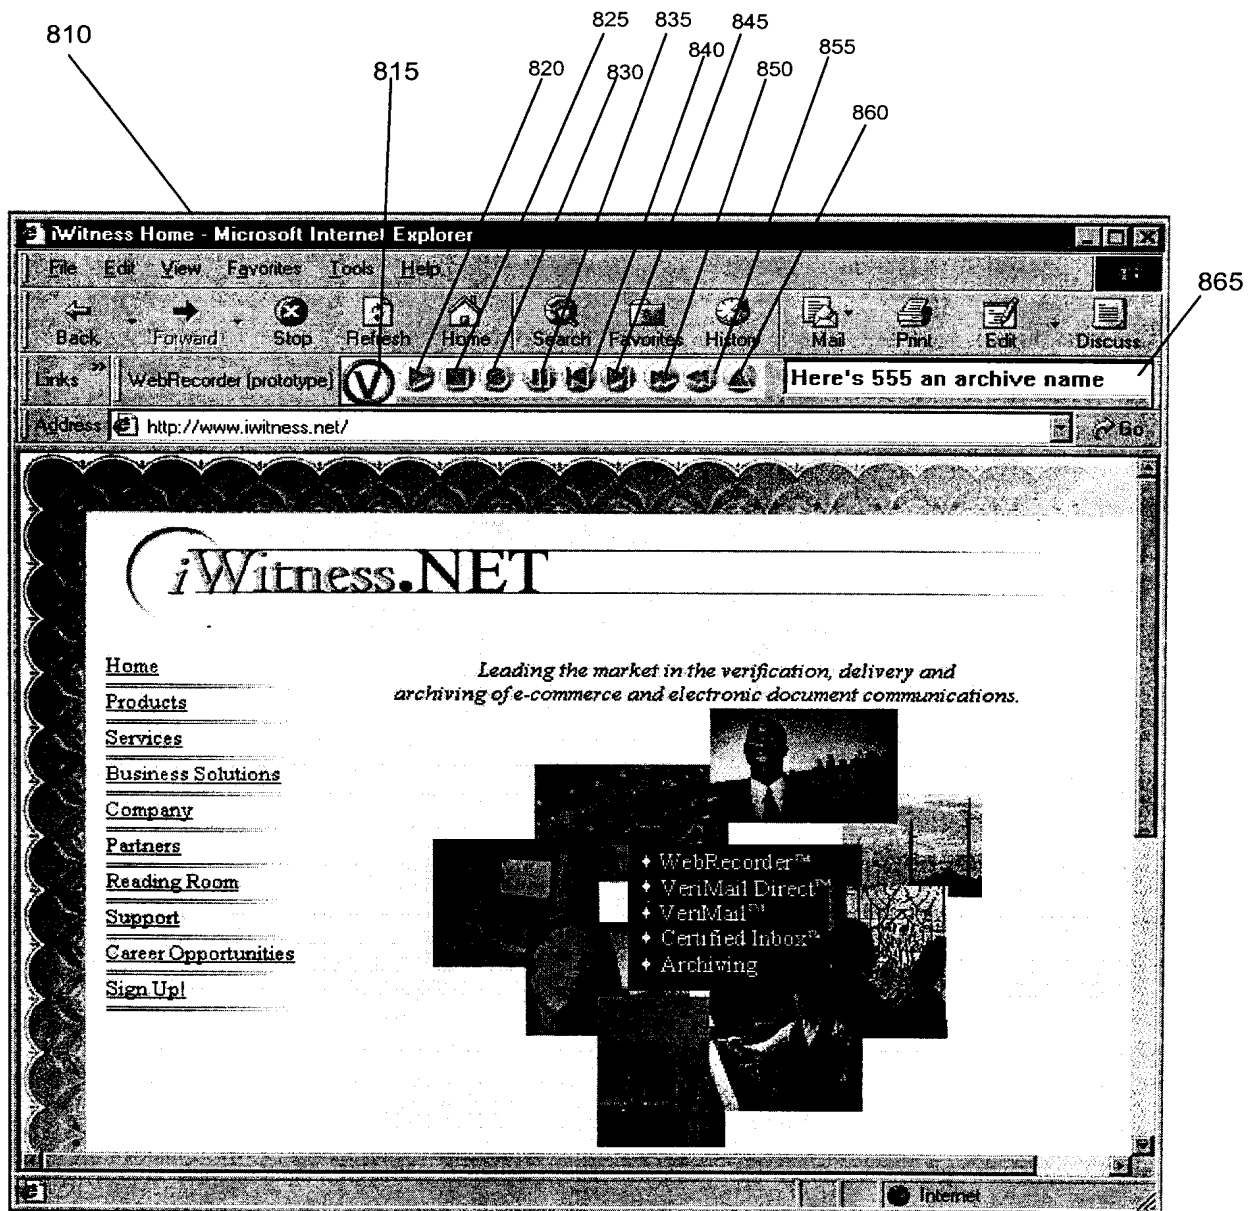 825 835 845
810 840 855
815 820 830 850
860
iWitness Home - Microsoft Internet Explorer
File Edit View Favorites Tools Help
865
Back Forward Stop Refresh Home Search Favorites History Mail Print Edit Discuss
Links » WebRecorder (prototype) V Here's 555 an archive name
Address http://www.iwitness.net/ Go
iWitness.NET
Home
Products
Services
Business Solutions
Company
Partners
Reading Room
Support
Career Opportunities
Sign Up!
Leading the market in the verification, delivery and
archiving of e-commerce and electronic document communications.
WebRecorder™
VeriMail Direct™
VeriMail™
Certified Inbox™
Archiving
Internet